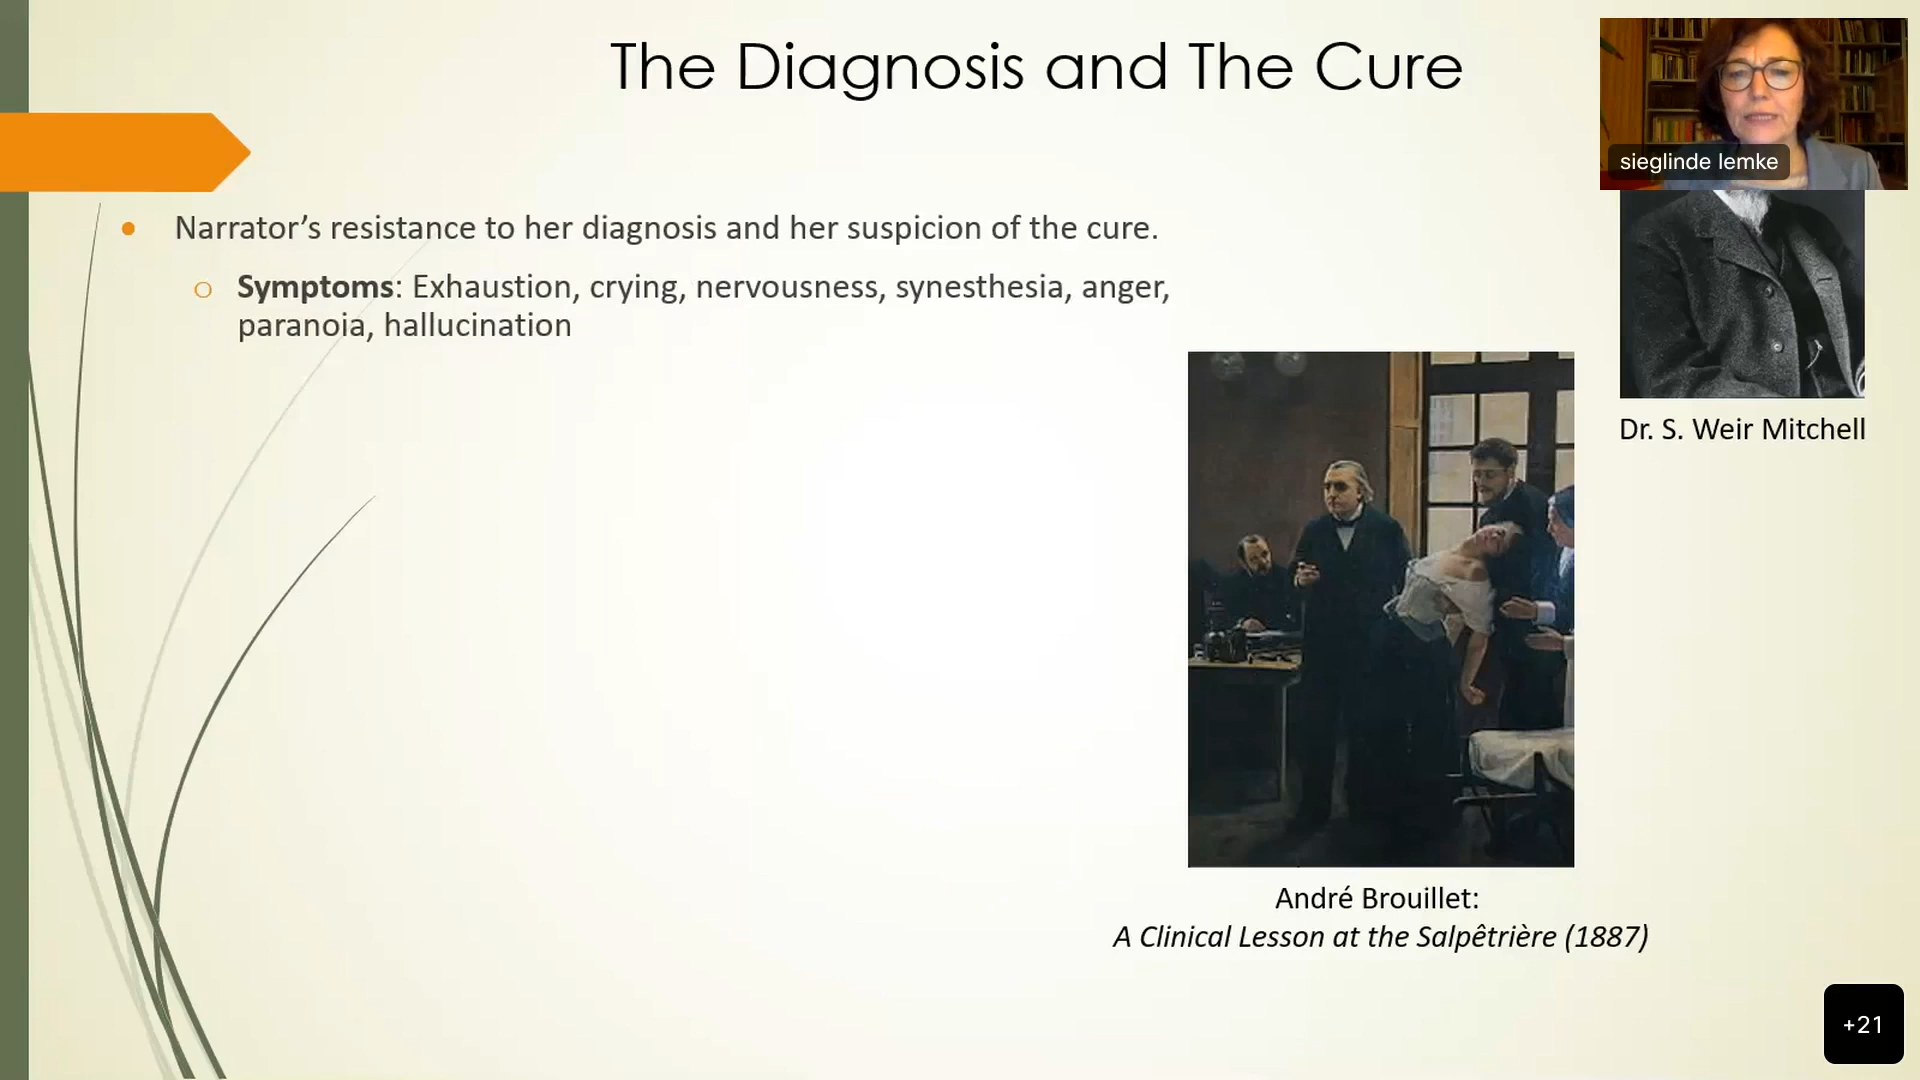 The Diagnosis and The Cure
sieglinde lemke
Narrator’s resistance to her diagnosis and her suspicion of the cure.
Symptoms: Exhaustion, crying, nervousness, synesthesia, anger,
paranoia, hallucination
Dr. S. Weir Mitchell
André Brouillet:
A Clinical Lesson at the Salpêtrière (1887)
+21